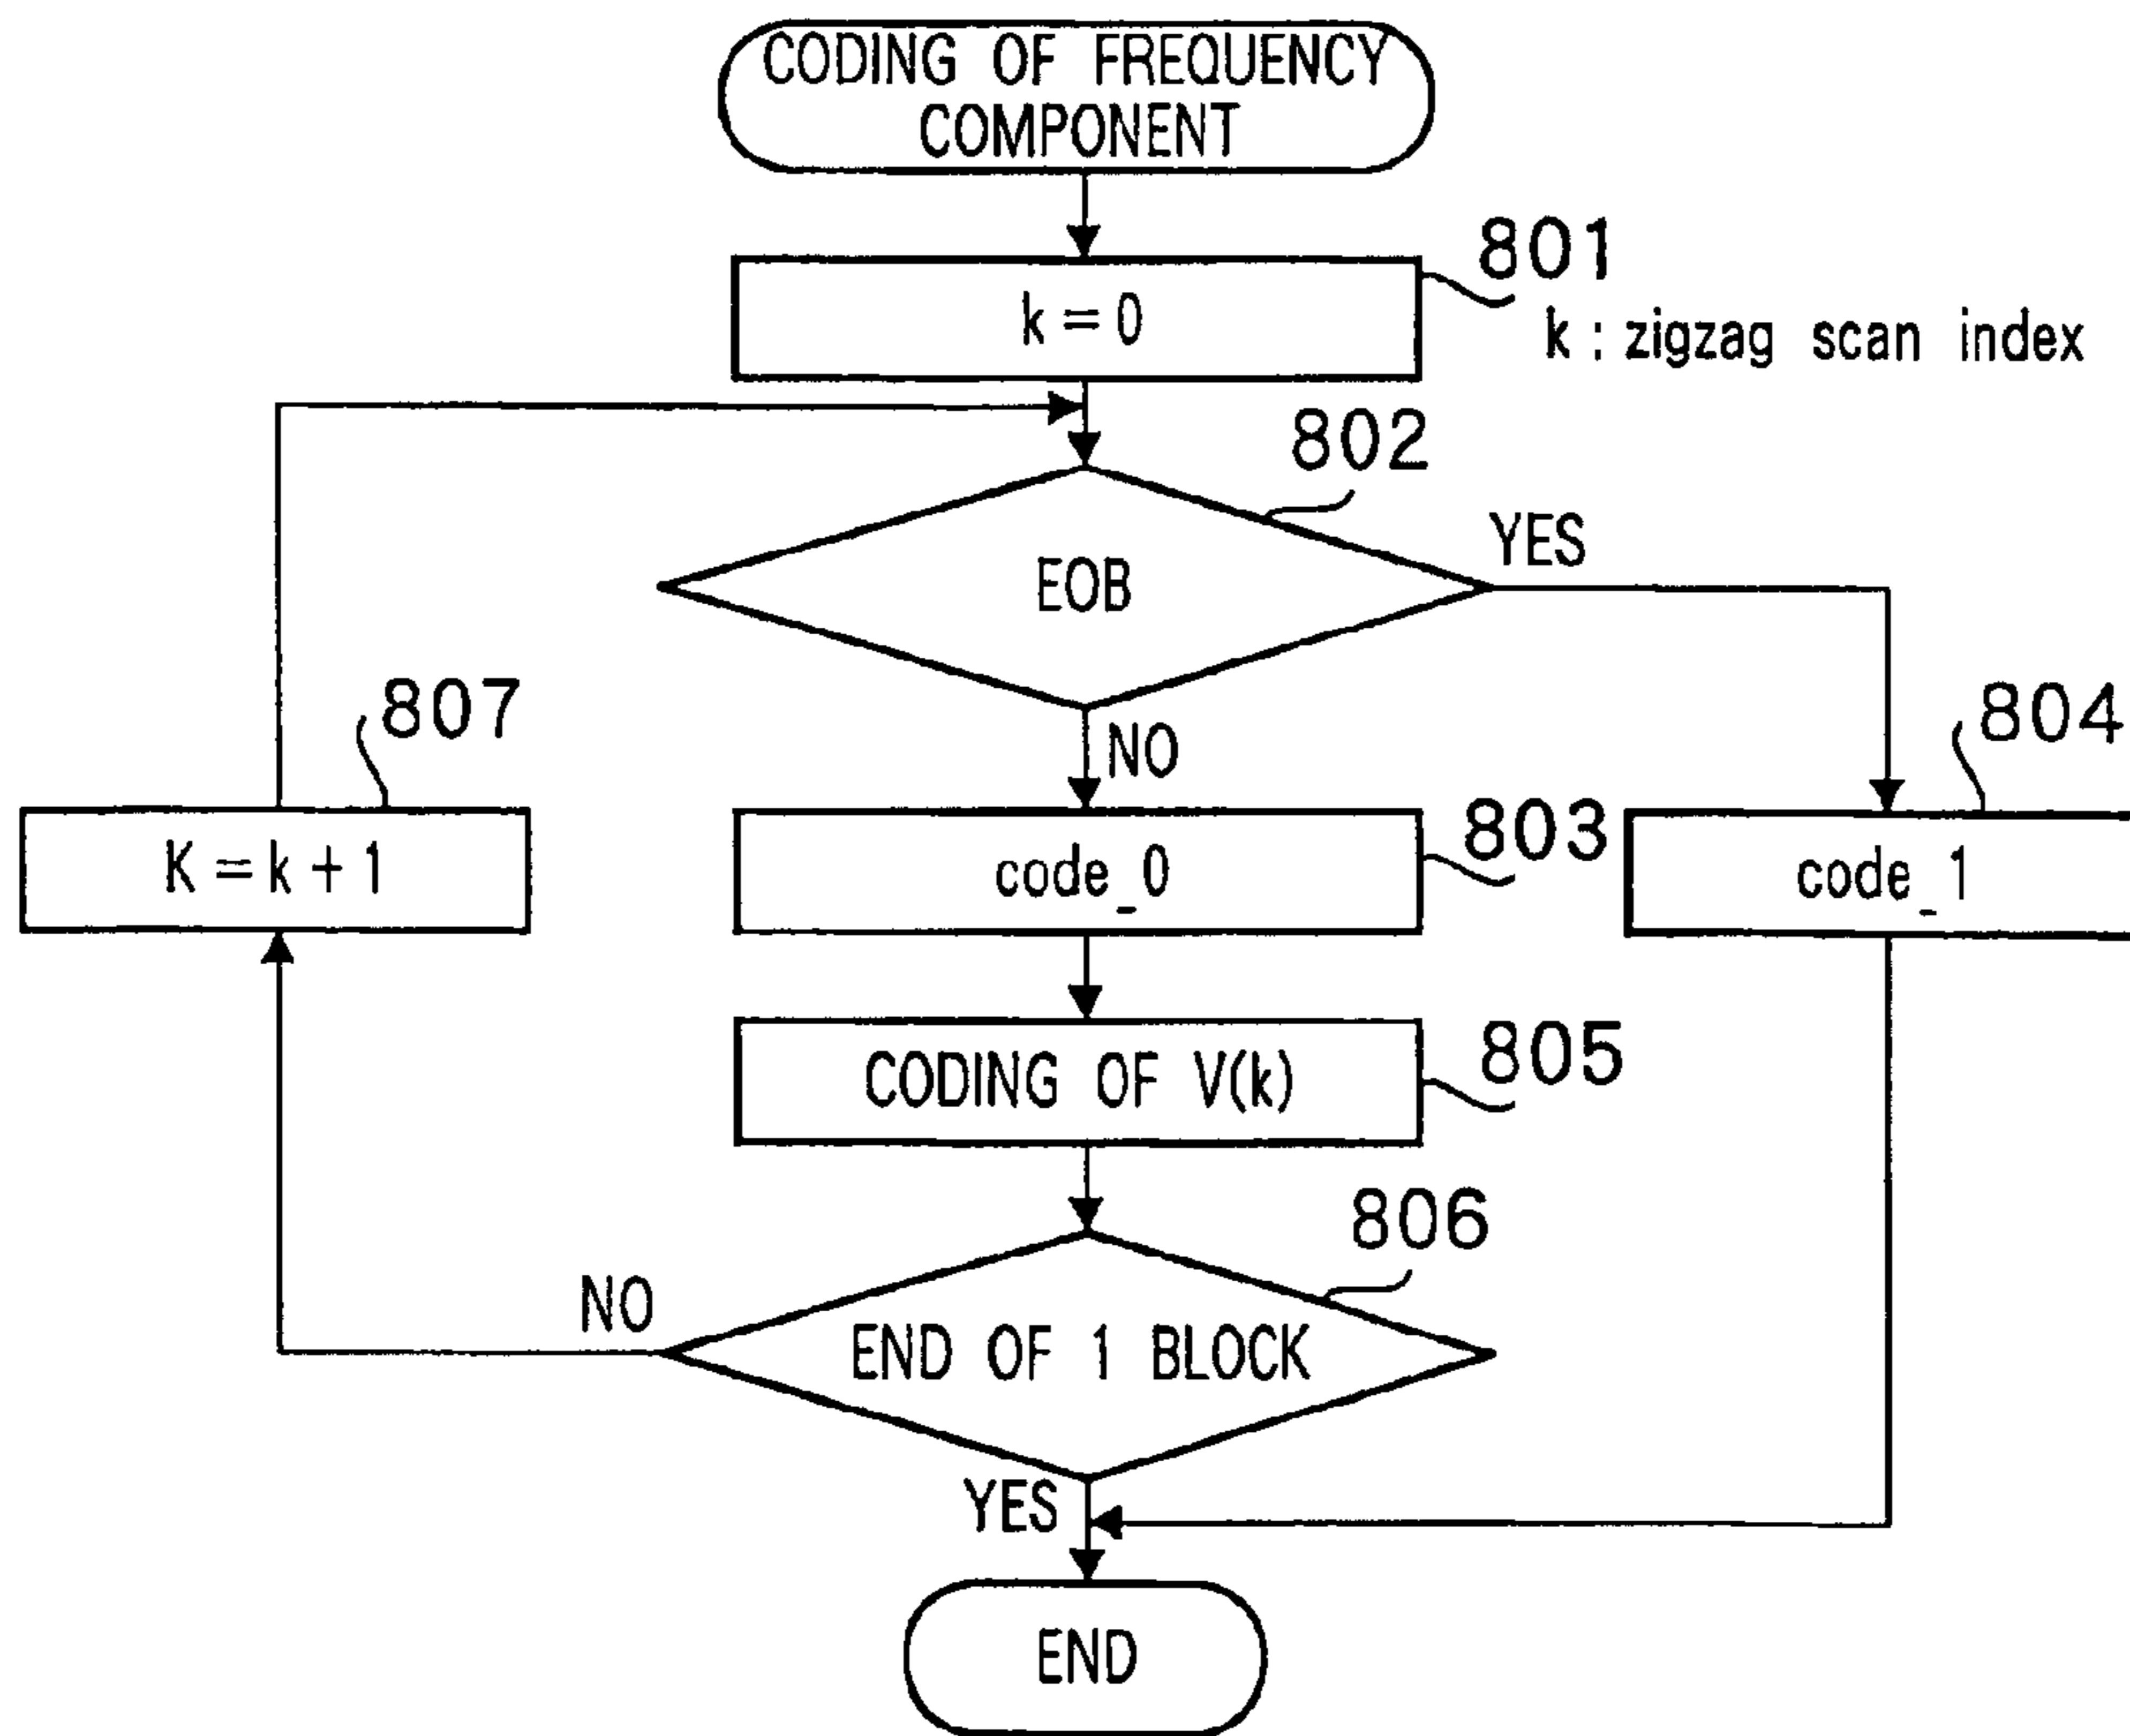 CODING OF FREQUENCY
COMPONENT
801
k = 0
k : zigzag scan index
802
YES
EOB
807
804
NO
803
K = k + 1
code_0
code_1
805
CODING OF V(k)
806
NO
END OF 1 BLOCK
YES
END